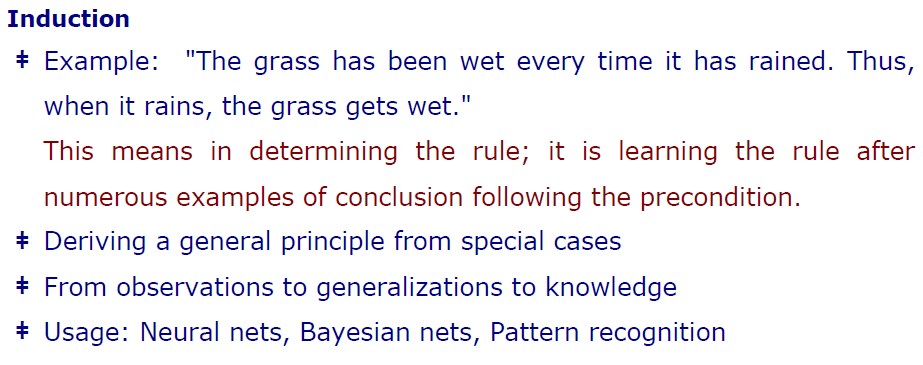 Induction
ǂ Example: "The grass has been wet every time it has rained. Thus,
when it rains, the grass gets wet."
This means in determining the rule; it is learning the rule after
numerous examples of conclusion following the precondition.
ǂ Deriving a general principle from special cases
ǂ From observations to generalizations to knowledge
ǂ Usage: Neural nets, Bayesian nets, Pattern recognition